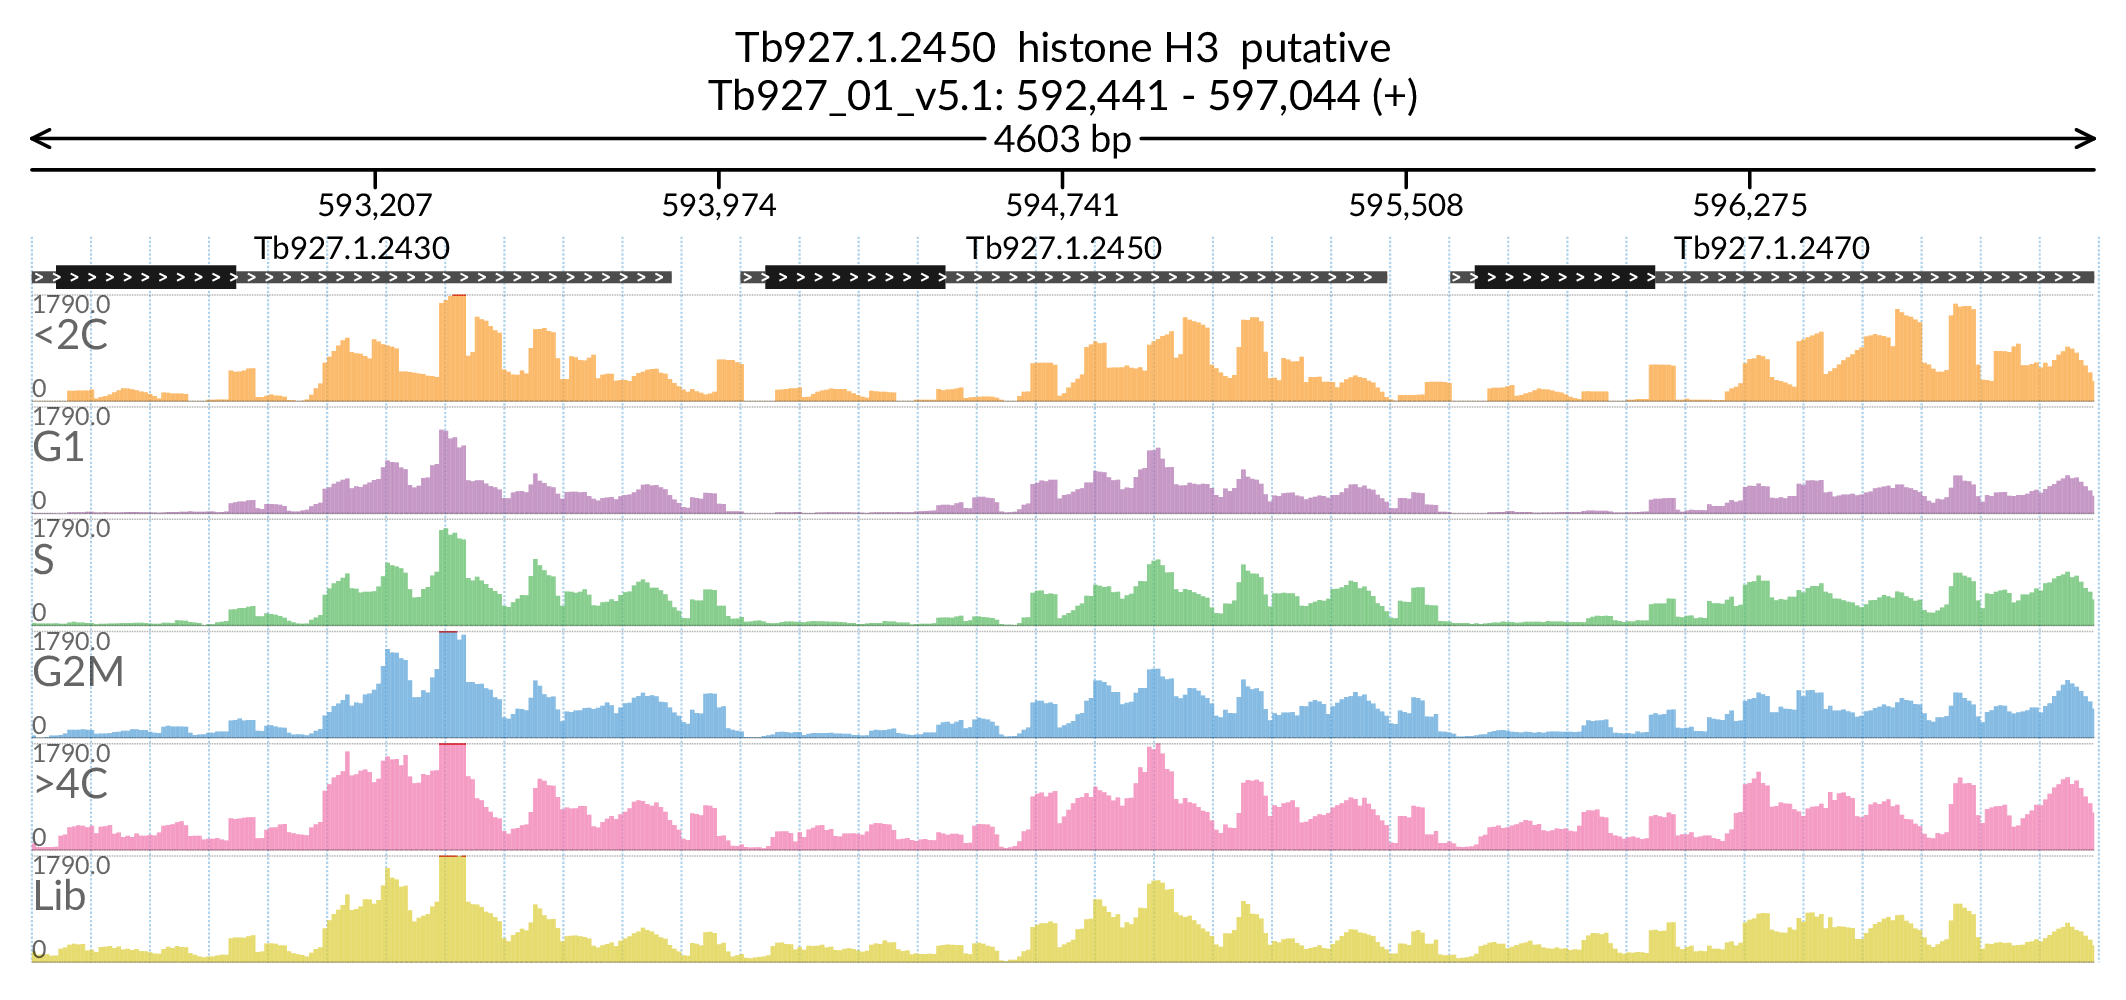 Tb927.1.2450  histone H3  putative
Tb927_01_v5.1: 592,441 - 597,044 (+)
4603 bp
593,207 593,974 594,741 595,508 596,275
Tb927.1.2430 Tb927.1.2450 Tb927.1.2470
1790.0
<2C
0
1790.0
G1
0
1790.0
S
0
1790.0
G2M
0
1790.0
>4C
0
1790.0
Lib
0